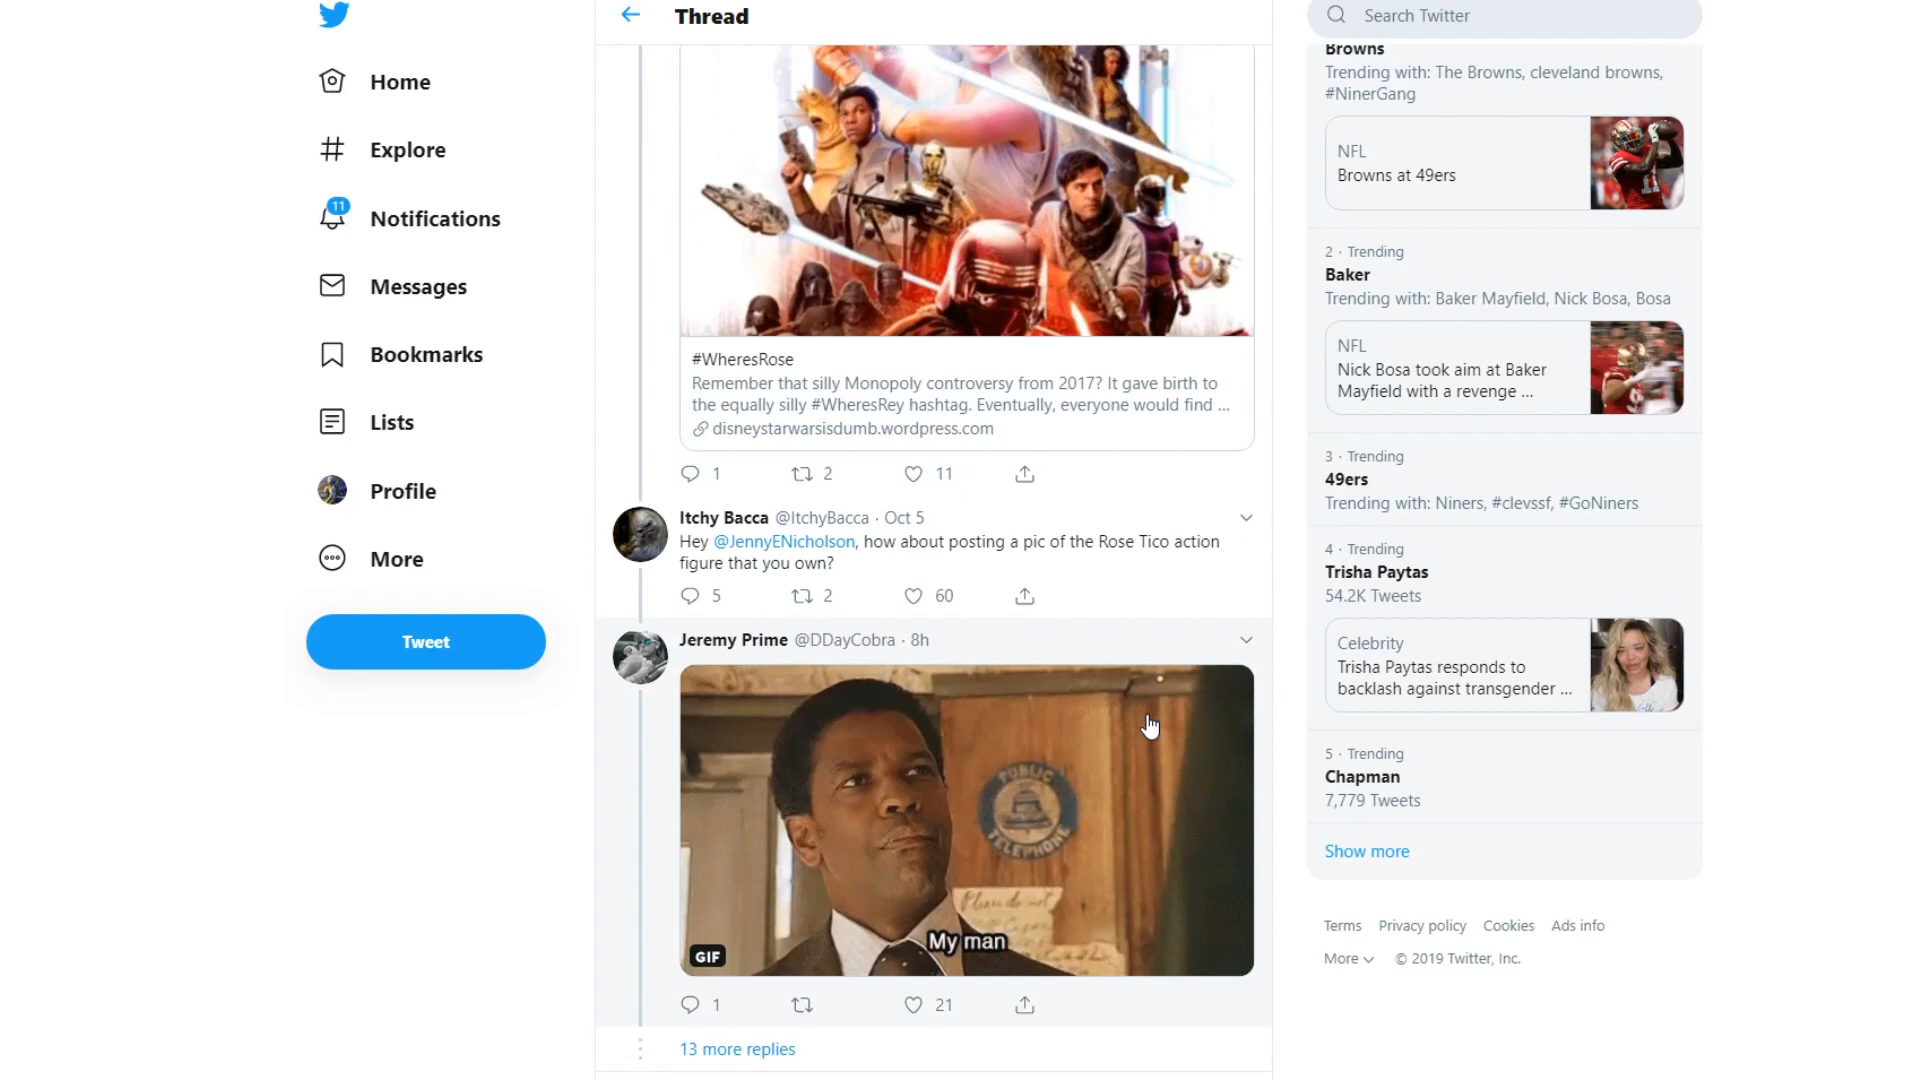 Home
Explore
11
Notifications
Messages
Bookmarks
Lists
Profile
More
Tweet
Thread
#WheresRose
Remember that silly Monopoly controversy from 2017? It gave birth to
the equally silly #WheresRey hashtag. Eventually, everyone would find ...
disneystarwarsisdumb.wordpress.com
1 2 11
Itchy Bacca @ItchyBacca · Oct 5
Hey @JennyENicholson, how about posting a pic of the Rose Tico action
figure that you own?
5 2 60
Jeremy Prime @DDayCobra · 8h
PUBLIC
TELEPHONE
Please do not
My man
GIF
1 21
13 more replies
Search Twitter
Browns
Trending with: The Browns, cleveland browns,
#NinerGang
NFL
Browns at 49ers
2 · Trending
Baker
Trending with: Baker Mayfield, Nick Bosa, Bosa
NFL
Nick Bosa took aim at Baker
Mayfield with a revenge ...
3 · Trending
49ers
Trending with: Niners, #clevssf, #GoNiners
4 · Trending
Trisha Paytas
54.2K Tweets
Celebrity
Trisha Paytas responds to
backlash against transgender ...
5 · Trending
Chapman
7,779 Tweets
Show more
Terms Privacy policy Cookies Ads info
More © 2019 Twitter, Inc.